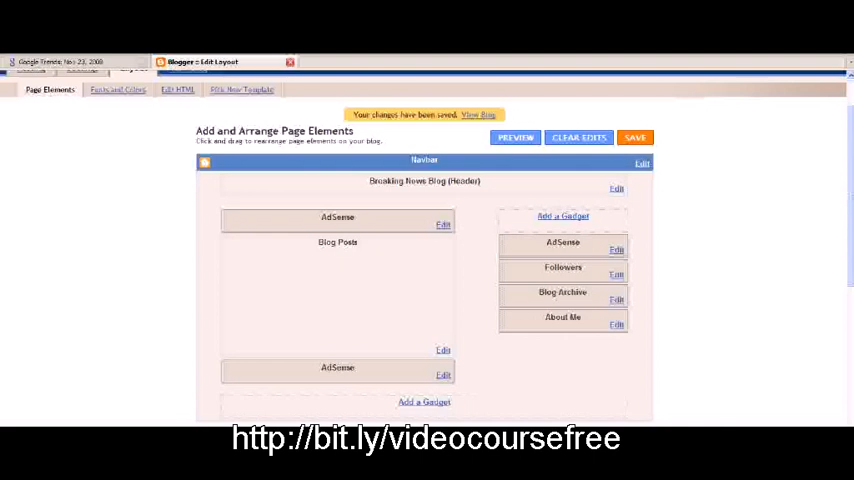 Google Trends: Nov 23, 2008
Blogger :: Edit Layout
Page Elements Fonts and Colors Edit HTML Pick New Template
Your changes have been saved. View Blog
Add and Arrange Page Elements
Click and drag to rearrange page elements on your blog.
PREVIEW CLEAR EDITS SAVE
Navbar
Edit
Breaking News Blog (Header)
Edit
AdSense
Edit
Blog Posts
Edit
AdSense
Edit
Add a Gadget
AdSense
Edit
Followers
Edit
Blog Archive
Edit
About Me
Edit
Add a Gadget
http://bit.ly/videocoursefree